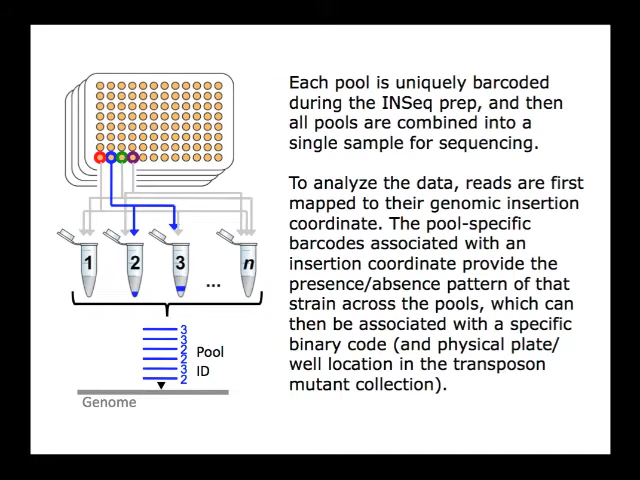 Each pool is uniquely barcoded
during the INSeq prep, and then
all pools are combined into a
single sample for sequencing.
To analyze the data, reads are first
mapped to their genomic insertion
coordinate. The pool-specific
barcodes associated with an
insertion coordinate provide the
presence/absence pattern of that
strain across the pools, which can
then be associated with a specific
binary code (and physical plate/
well location in the transposon
mutant collection).
1 2 3 ... n
3
3
2
2
3
2
Pool
ID
Genome